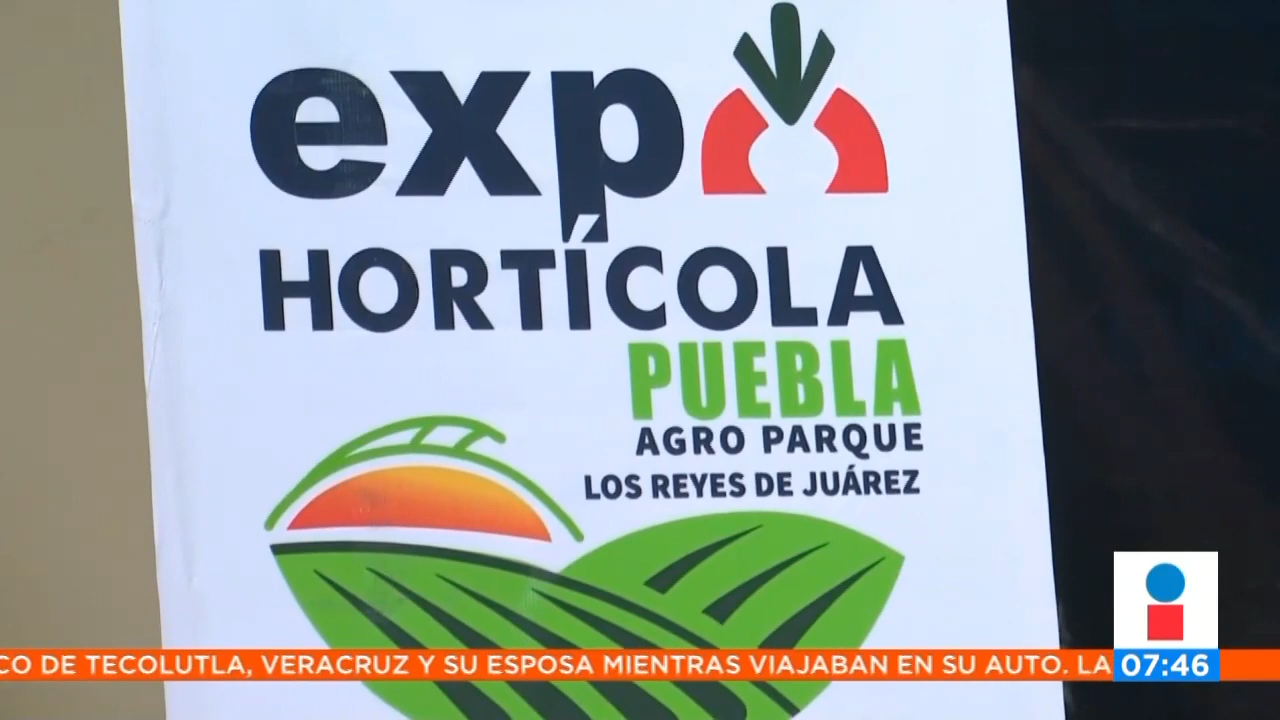 expo
HORTÍCOLA
PUEBLA
AGRO PARQUE
LOS REYES DE JUÁREZ
CO DE TECOLUTLA, VERACRUZ Y SU ESPOSA MIENTRAS VIAJABAN EN SU AUTO. LA
07:46